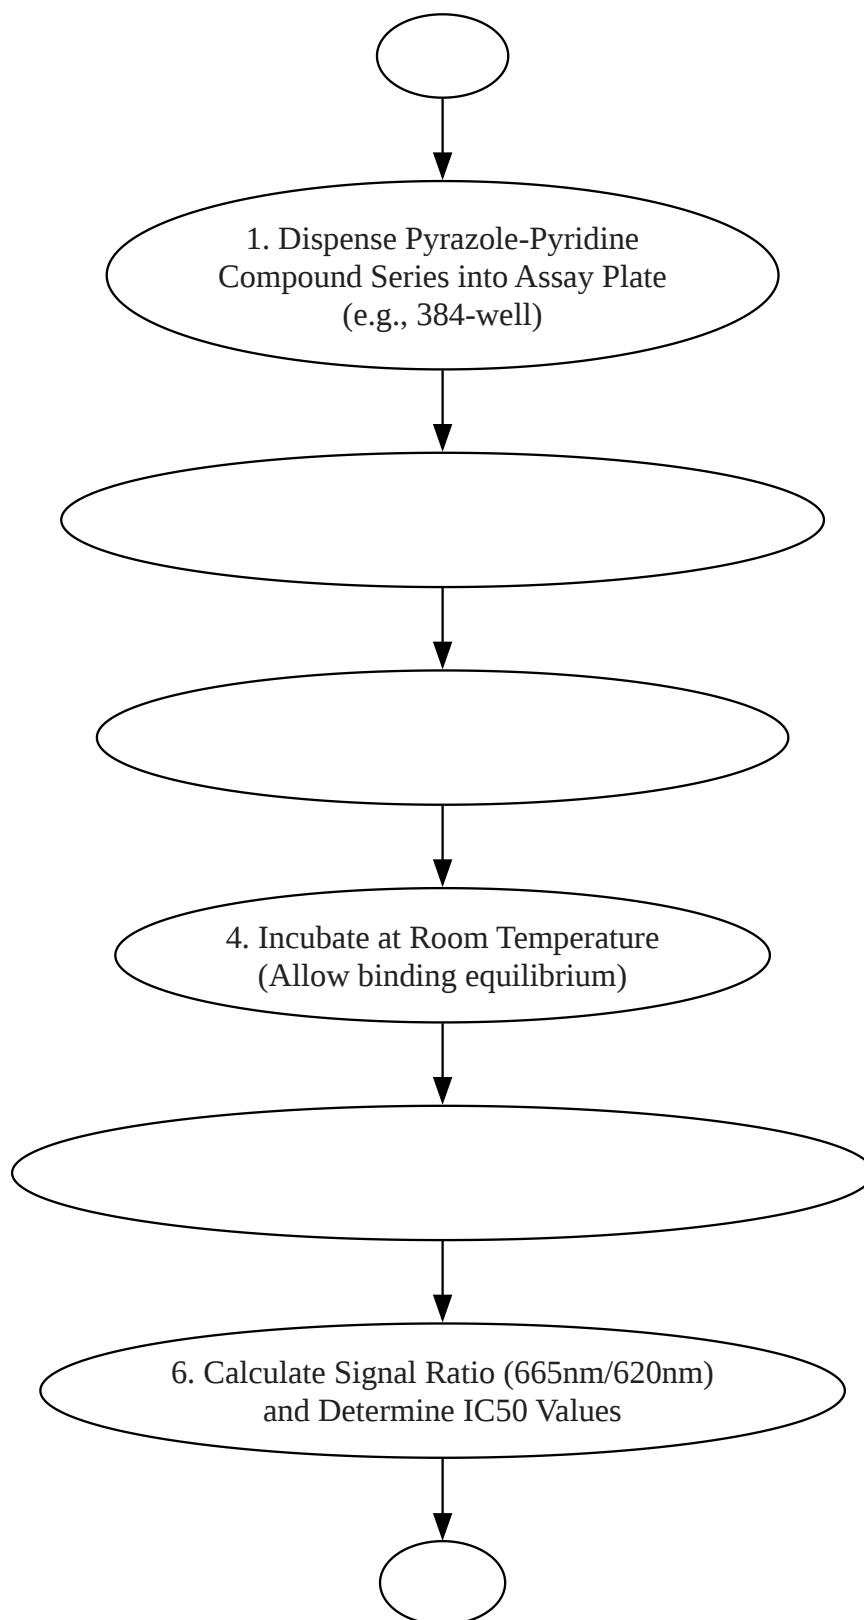 1. Dispense Pyrazole-Pyridine
Compound Series into Assay Plate
(e.g., 384-well)
4. Incubate at Room Temperature
(Allow binding equilibrium)
6. Calculate Signal Ratio (665nm/620nm)
and Determine IC50 Values